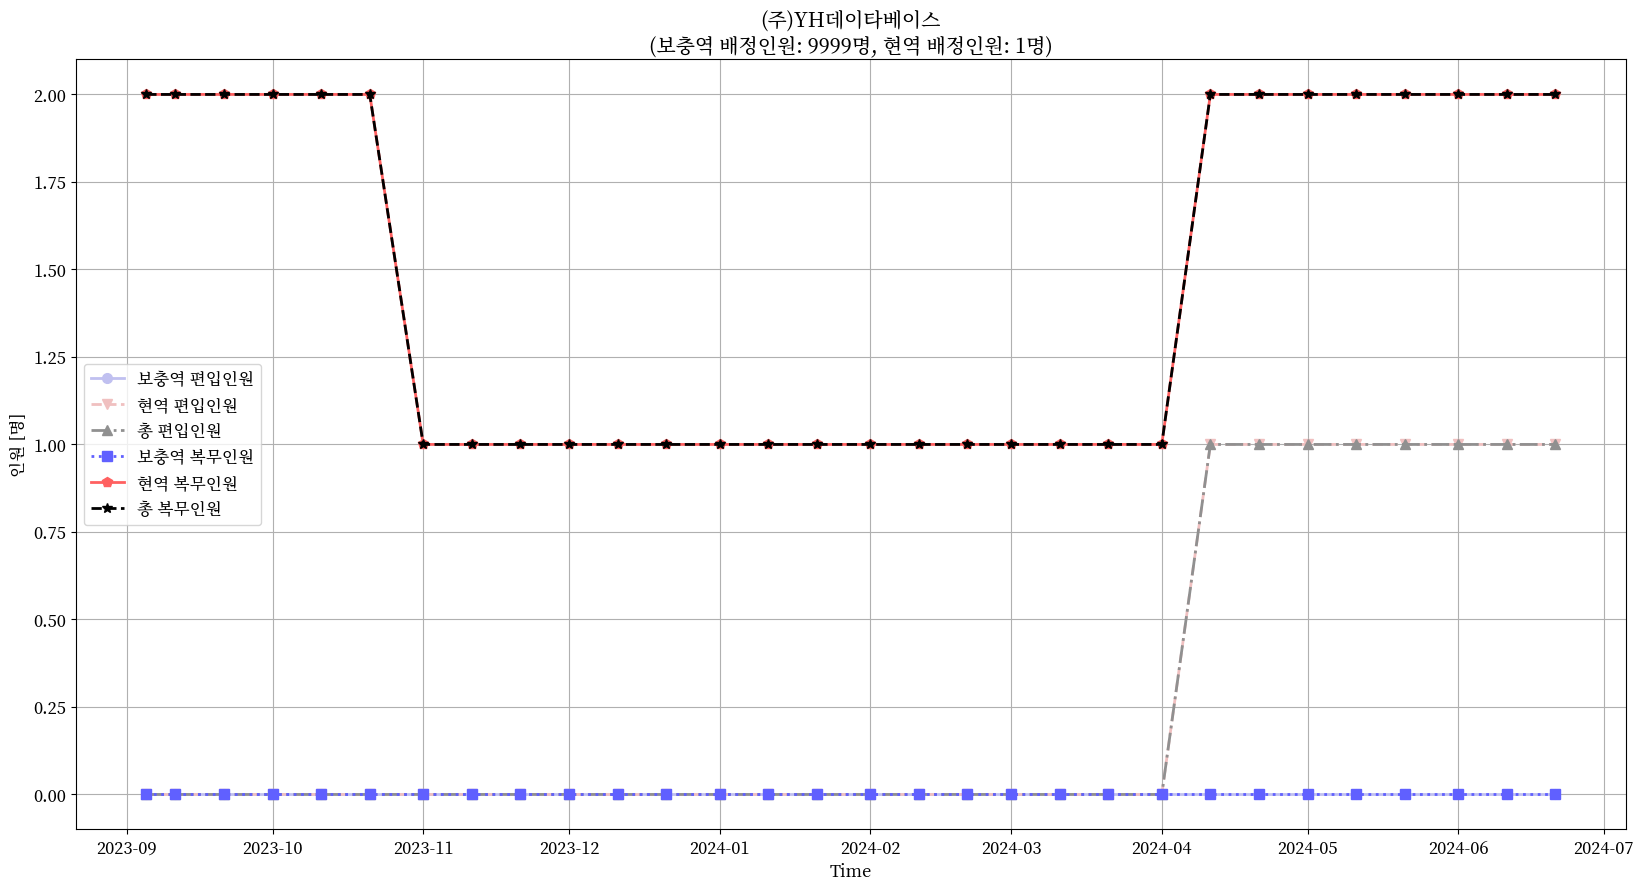 (주)YH데이타베이스
(보충역 배정인원: 9999명, 현역 배정인원: 1명)
인원 [명]
2.00
1.75
1.50
1.25
1.00
0.75
0.50
0.25
0.00
보충역 편입인원
현역 편입인원
총 편입인원
보충역 복무인원
현역 복무인원
총 복무인원
2023-09 2023-10 2023-11 2023-12 2024-01 2024-02 2024-03 2024-04 2024-05 2024-06 2024-07
Time